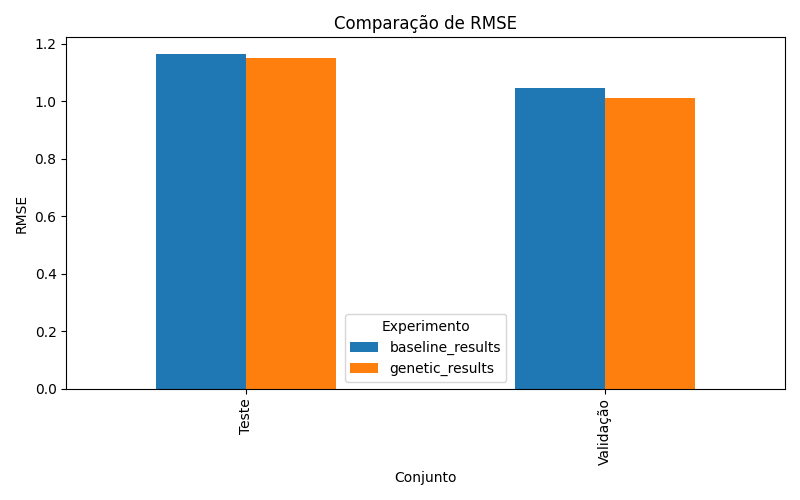 Comparação de RMSE
RMSE
1.2
1.0
0.8
0.6
0.4
0.2
0.0
Experimento
baseline_results
genetic_results
Teste
Validação
Conjunto